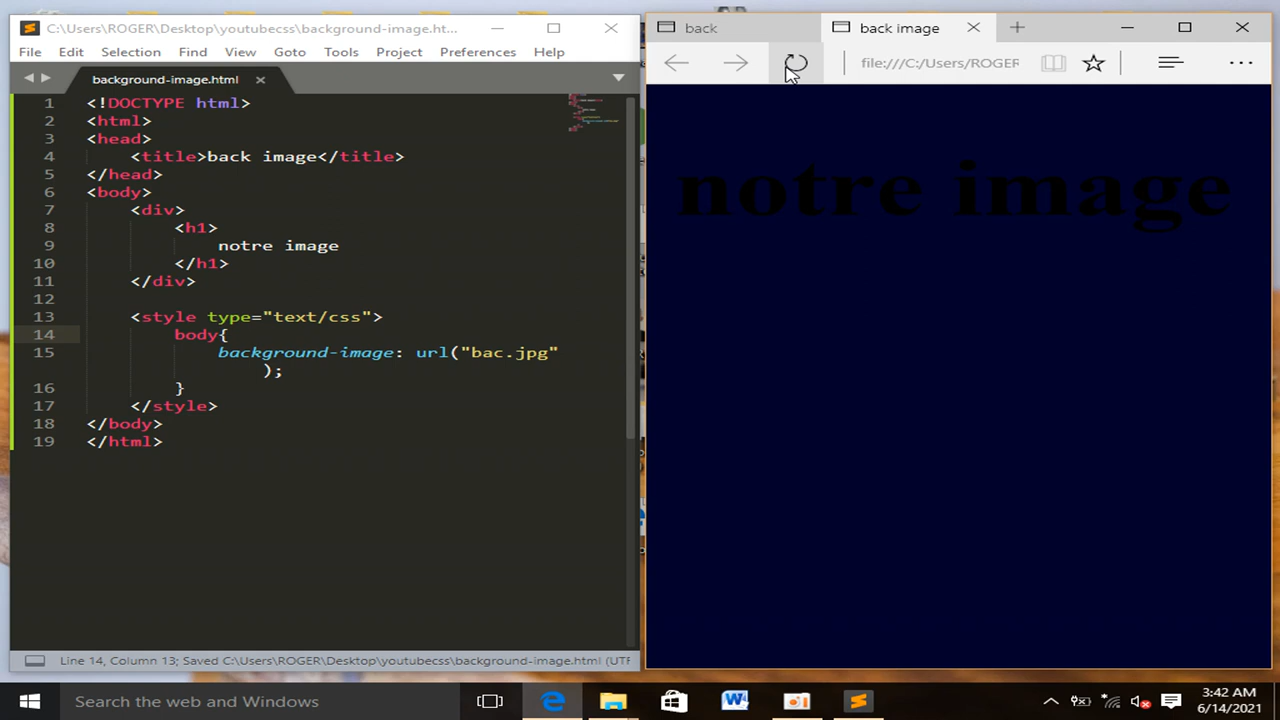 C:\Users\ROGER\Desktop\youtubecss\background-image.ht...
File Edit Selection Find View Goto Tools Project Preferences Help
background-image.html
1 <!DOCTYPE html>
2 <html>
3 <head>
4 <title>back image</title>
5 </head>
6 <body>
7 <div>
8 <h1>
9 notre image
10 </h1>
11 </div>
12
13 <style type="text/css">
14 body{
15 background-image: url("bac.jpg"
);
16 }
17 </style>
18 </body>
19 </html>
Line 14, Column 13; Saved C:\Users\ROGER\Desktop\youtubecss\background-image.html (UTF
back
back image
file:///C:/Users/ROGER
notre image
Search the web and Windows
3:42 AM
6/14/2021